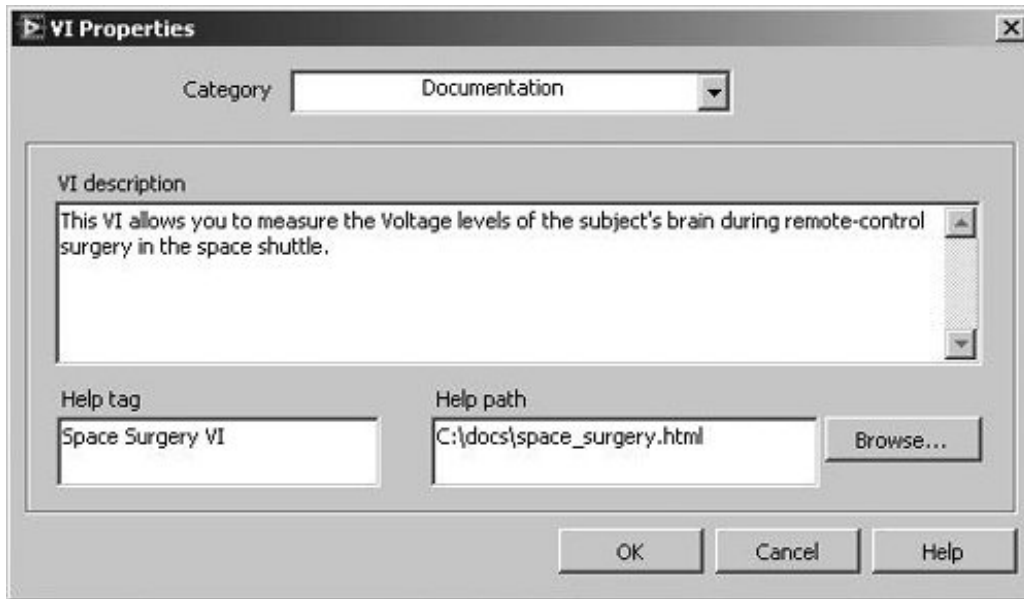 VI Properties
Category
Documentation
VI description
This VI allows you to measure the Voltage levels of the subject's brain during remote-control
surgery in the space shuttle.
Help tag
Help path
Space Surgery VI
C:\docs\space_surgery.html
Browse...
OK
Cancel
Help